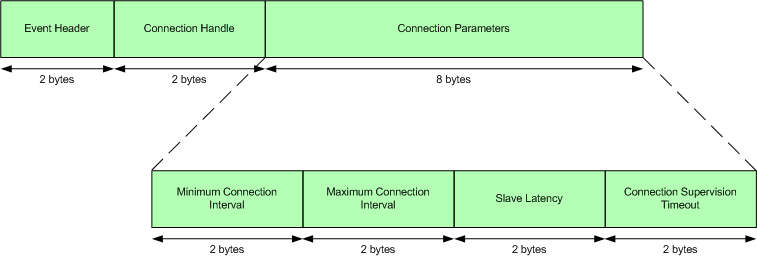 Event Header
Connection Handle
Connection Parameters
2 bytes
2 bytes
8 bytes
Minimum Connection
Interval
Maximum Connection
Interval
Slave Latency
Connection Supervision
Timeout
2 bytes
2 bytes
2 bytes
2 bytes